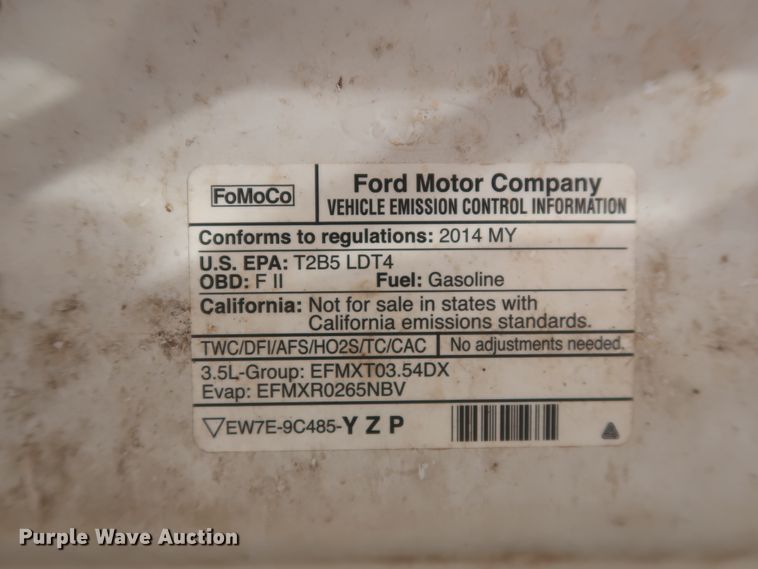 FoMoCo
Ford Motor Company
VEHICLE EMISSION CONTROL INFORMATION
Conforms to regulations: 2014 MY
U.S. EPA: T2B5 LDT4
OBD: F II Fuel: Gasoline
California: Not for sale in states with
California emissions standards.
TWC/DFI/AFS/HO2S/TC/CAC No adjustments needed.
3.5L-Group: EFMXT03.54DX
Evap: EFMXR0265NBV
EW7E-9C485-Y Z P
Purple Wave Auction